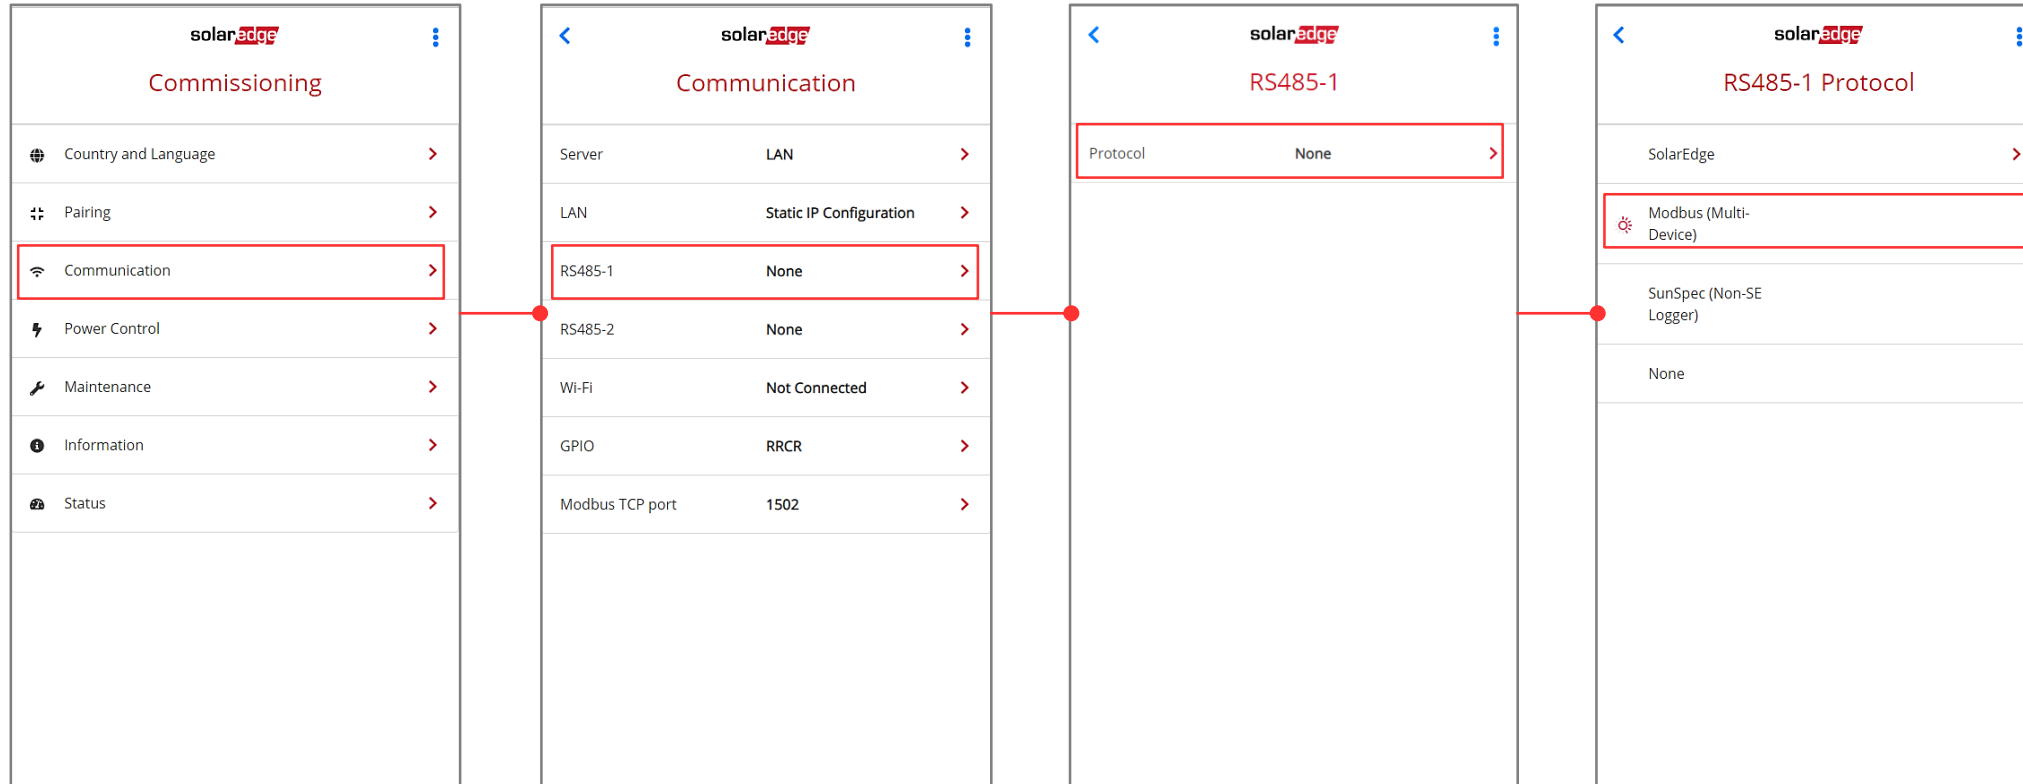 solaredge
Commissioning
Country and Language
Pairing
Communication
Power Control
Maintenance
Information
Status
solaredge
Communication
Server LAN
LAN Static IP Configuration
RS485-1 None
RS485-2 None
Wi-Fi Not Connected
GPIO RRCR
Modbus TCP port 1502
solaredge
RS485-1
Protocol None
solaredge
RS485-1 Protocol
SolarEdge
Modbus (Multi-
Device)
SunSpec (Non-SE
Logger)
None